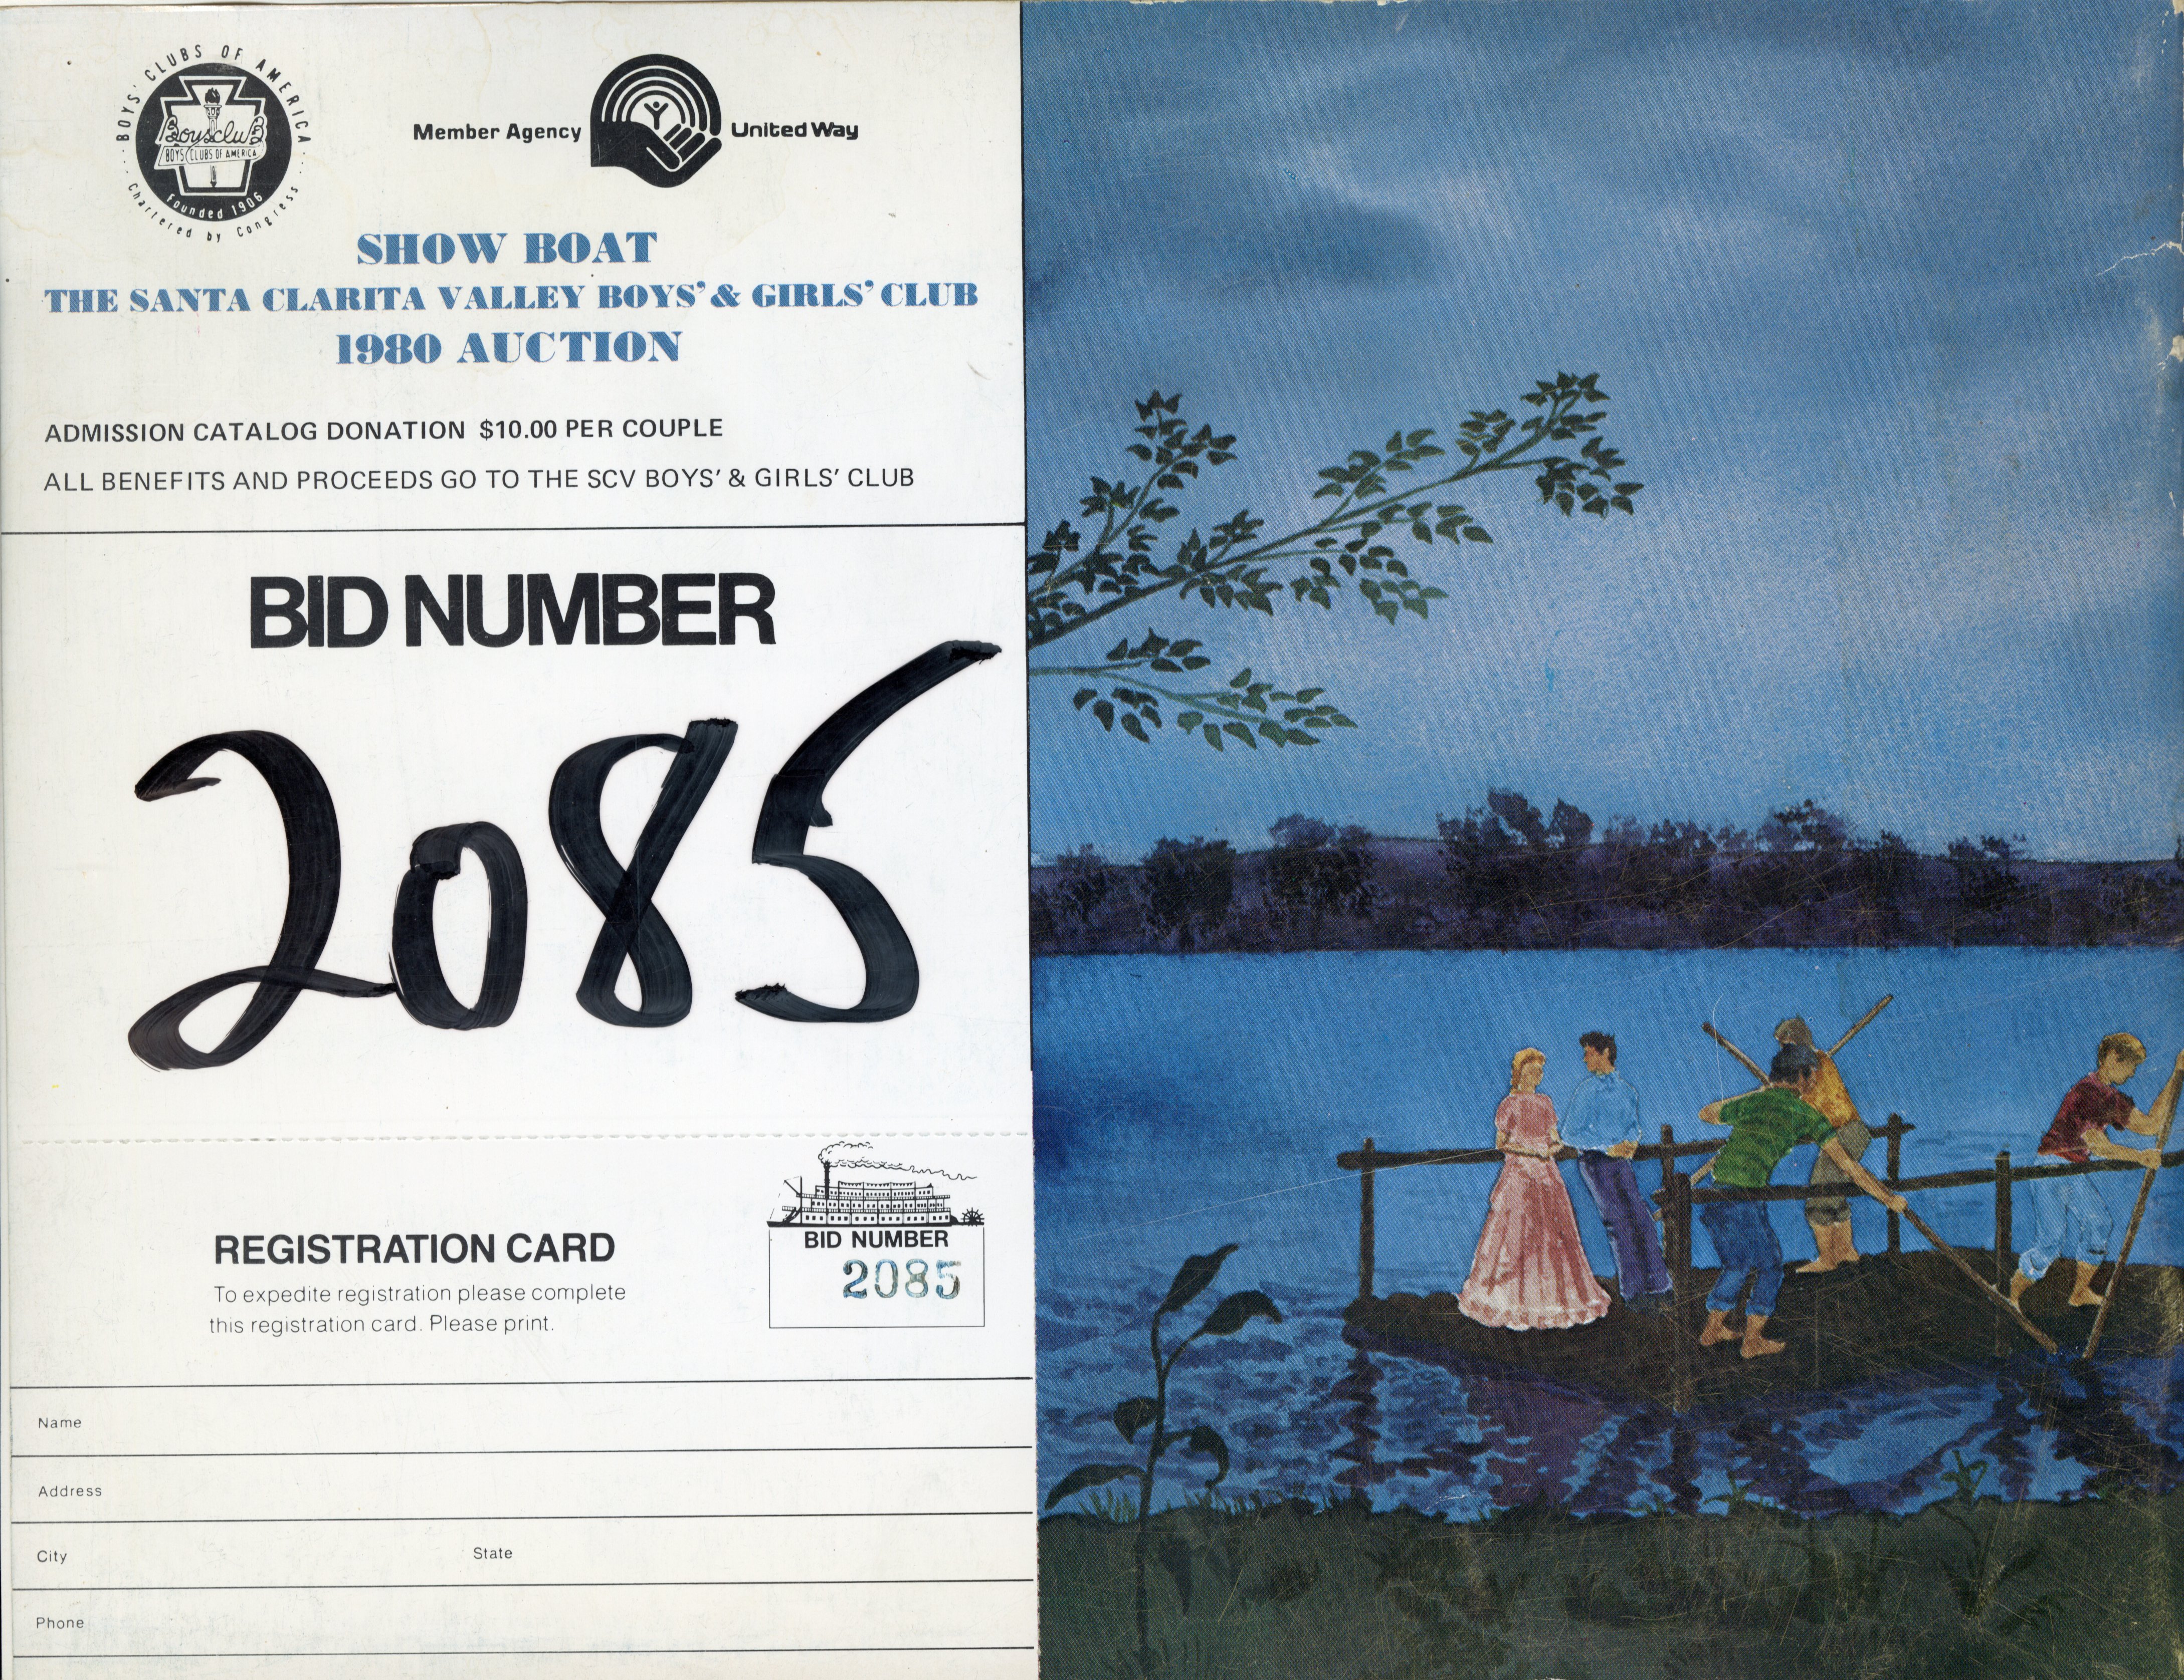 BOYS' CLUBS OF AMERICA
Boysclub
BOYS' CLUBS OF AMERICA
Founded 1906
Chartered by Congress
Member Agency United Way
SHOW BOAT
THE SANTA CLARITA VALLEY BOYS' & GIRLS' CLUB
1980 AUCTION
ADMISSION CATALOG DONATION $10.00 PER COUPLE
ALL BENEFITS AND PROCEEDS GO TO THE SCV BOYS' & GIRLS' CLUB
BID NUMBER
2085
REGISTRATION CARD
To expedite registration please complete
this registration card. Please print.
BID NUMBER
2085
Name
Address
City State
Phone